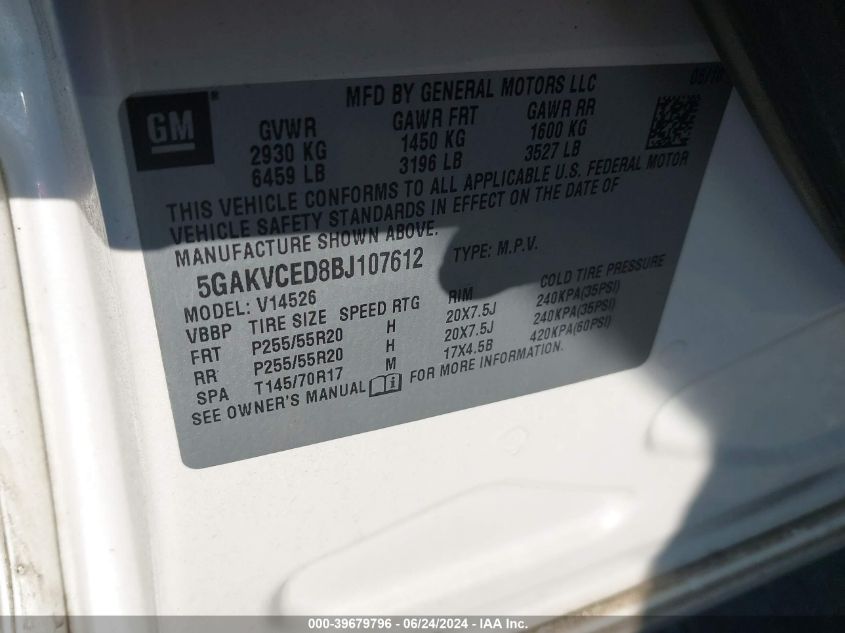 08/10
MFD BY GENERAL MOTORS LLC
GM®
GVWR GAWR FRT GAWR RR
2930 KG 1450 KG 1600 KG
6459 LB 3196 LB 3527 LB
THIS VEHICLE CONFORMS TO ALL APPLICABLE U.S. FEDERAL MOTOR
VEHICLE SAFETY STANDARDS IN EFFECT ON THE DATE OF
MANUFACTURE SHOWN ABOVE.
5GAKVCED8BJ107612 TYPE: M.P.V.
MODEL: V14526
VBBP TIRE SIZE SPEED RTG RIM COLD TIRE PRESSURE
FRT P255/55R20 H 20X7.5J 240KPA(35PSI)
RR P255/55R20 H 20X7.5J 240KPA(35PSI)
SPA T145/70R17 M 17X4.5B 420KPA(60PSI)
SEE OWNER'S MANUAL FOR MORE INFORMATION.
000-39679796 - 06/24/2024 - IAA Inc.